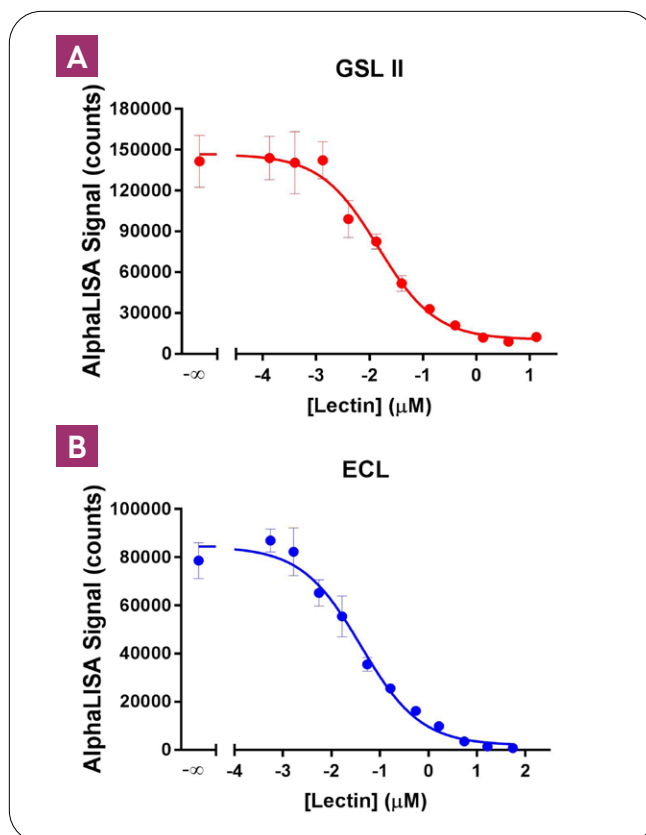 A
GSL II
AlphaLISA Signal (counts)
180000
150000
120000
90000
60000
30000
0
-∞ -4 -3 -2 -1 0 1
[Lectin] (μM)
B
ECL
AlphaLISA Signal (counts)
100000
80000
60000
40000
20000
0
-∞ -4 -3 -2 -1 0 1 2
[Lectin] (μM)